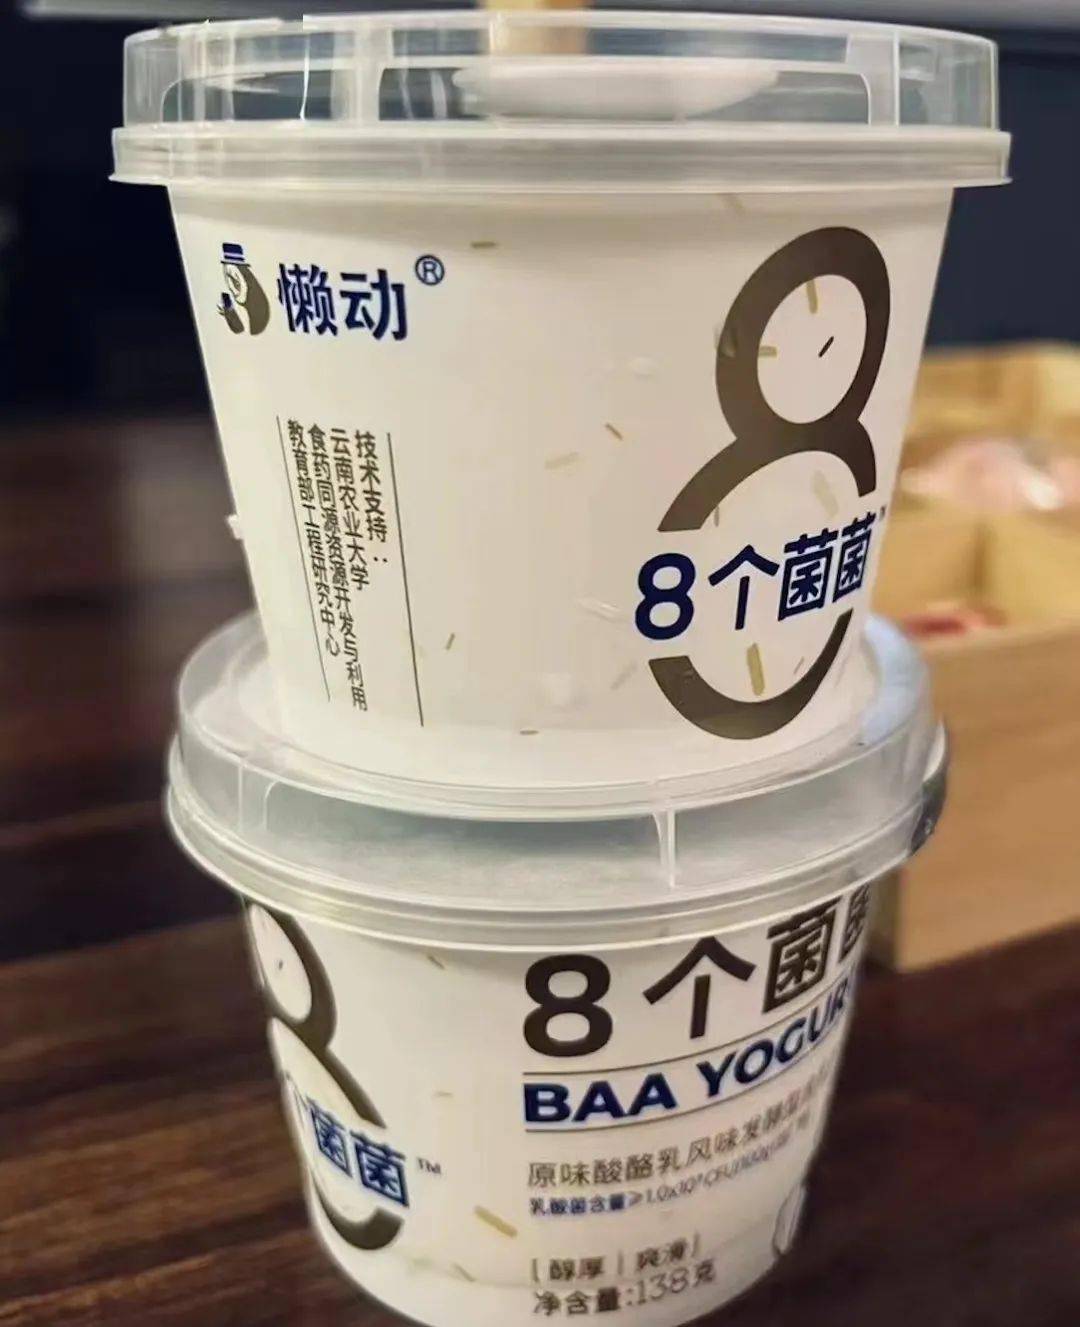 懒动®
技术支持：
云南农业大学
食药同源资源开发与利用
教育部工程研究中心
8个菌菌
8个菌
BAA YOGUR
菌菌™
原味酸酪乳风味发酵
乳酸菌含量≥1.0x10
[醇厚|爽滑]
净含量:138克